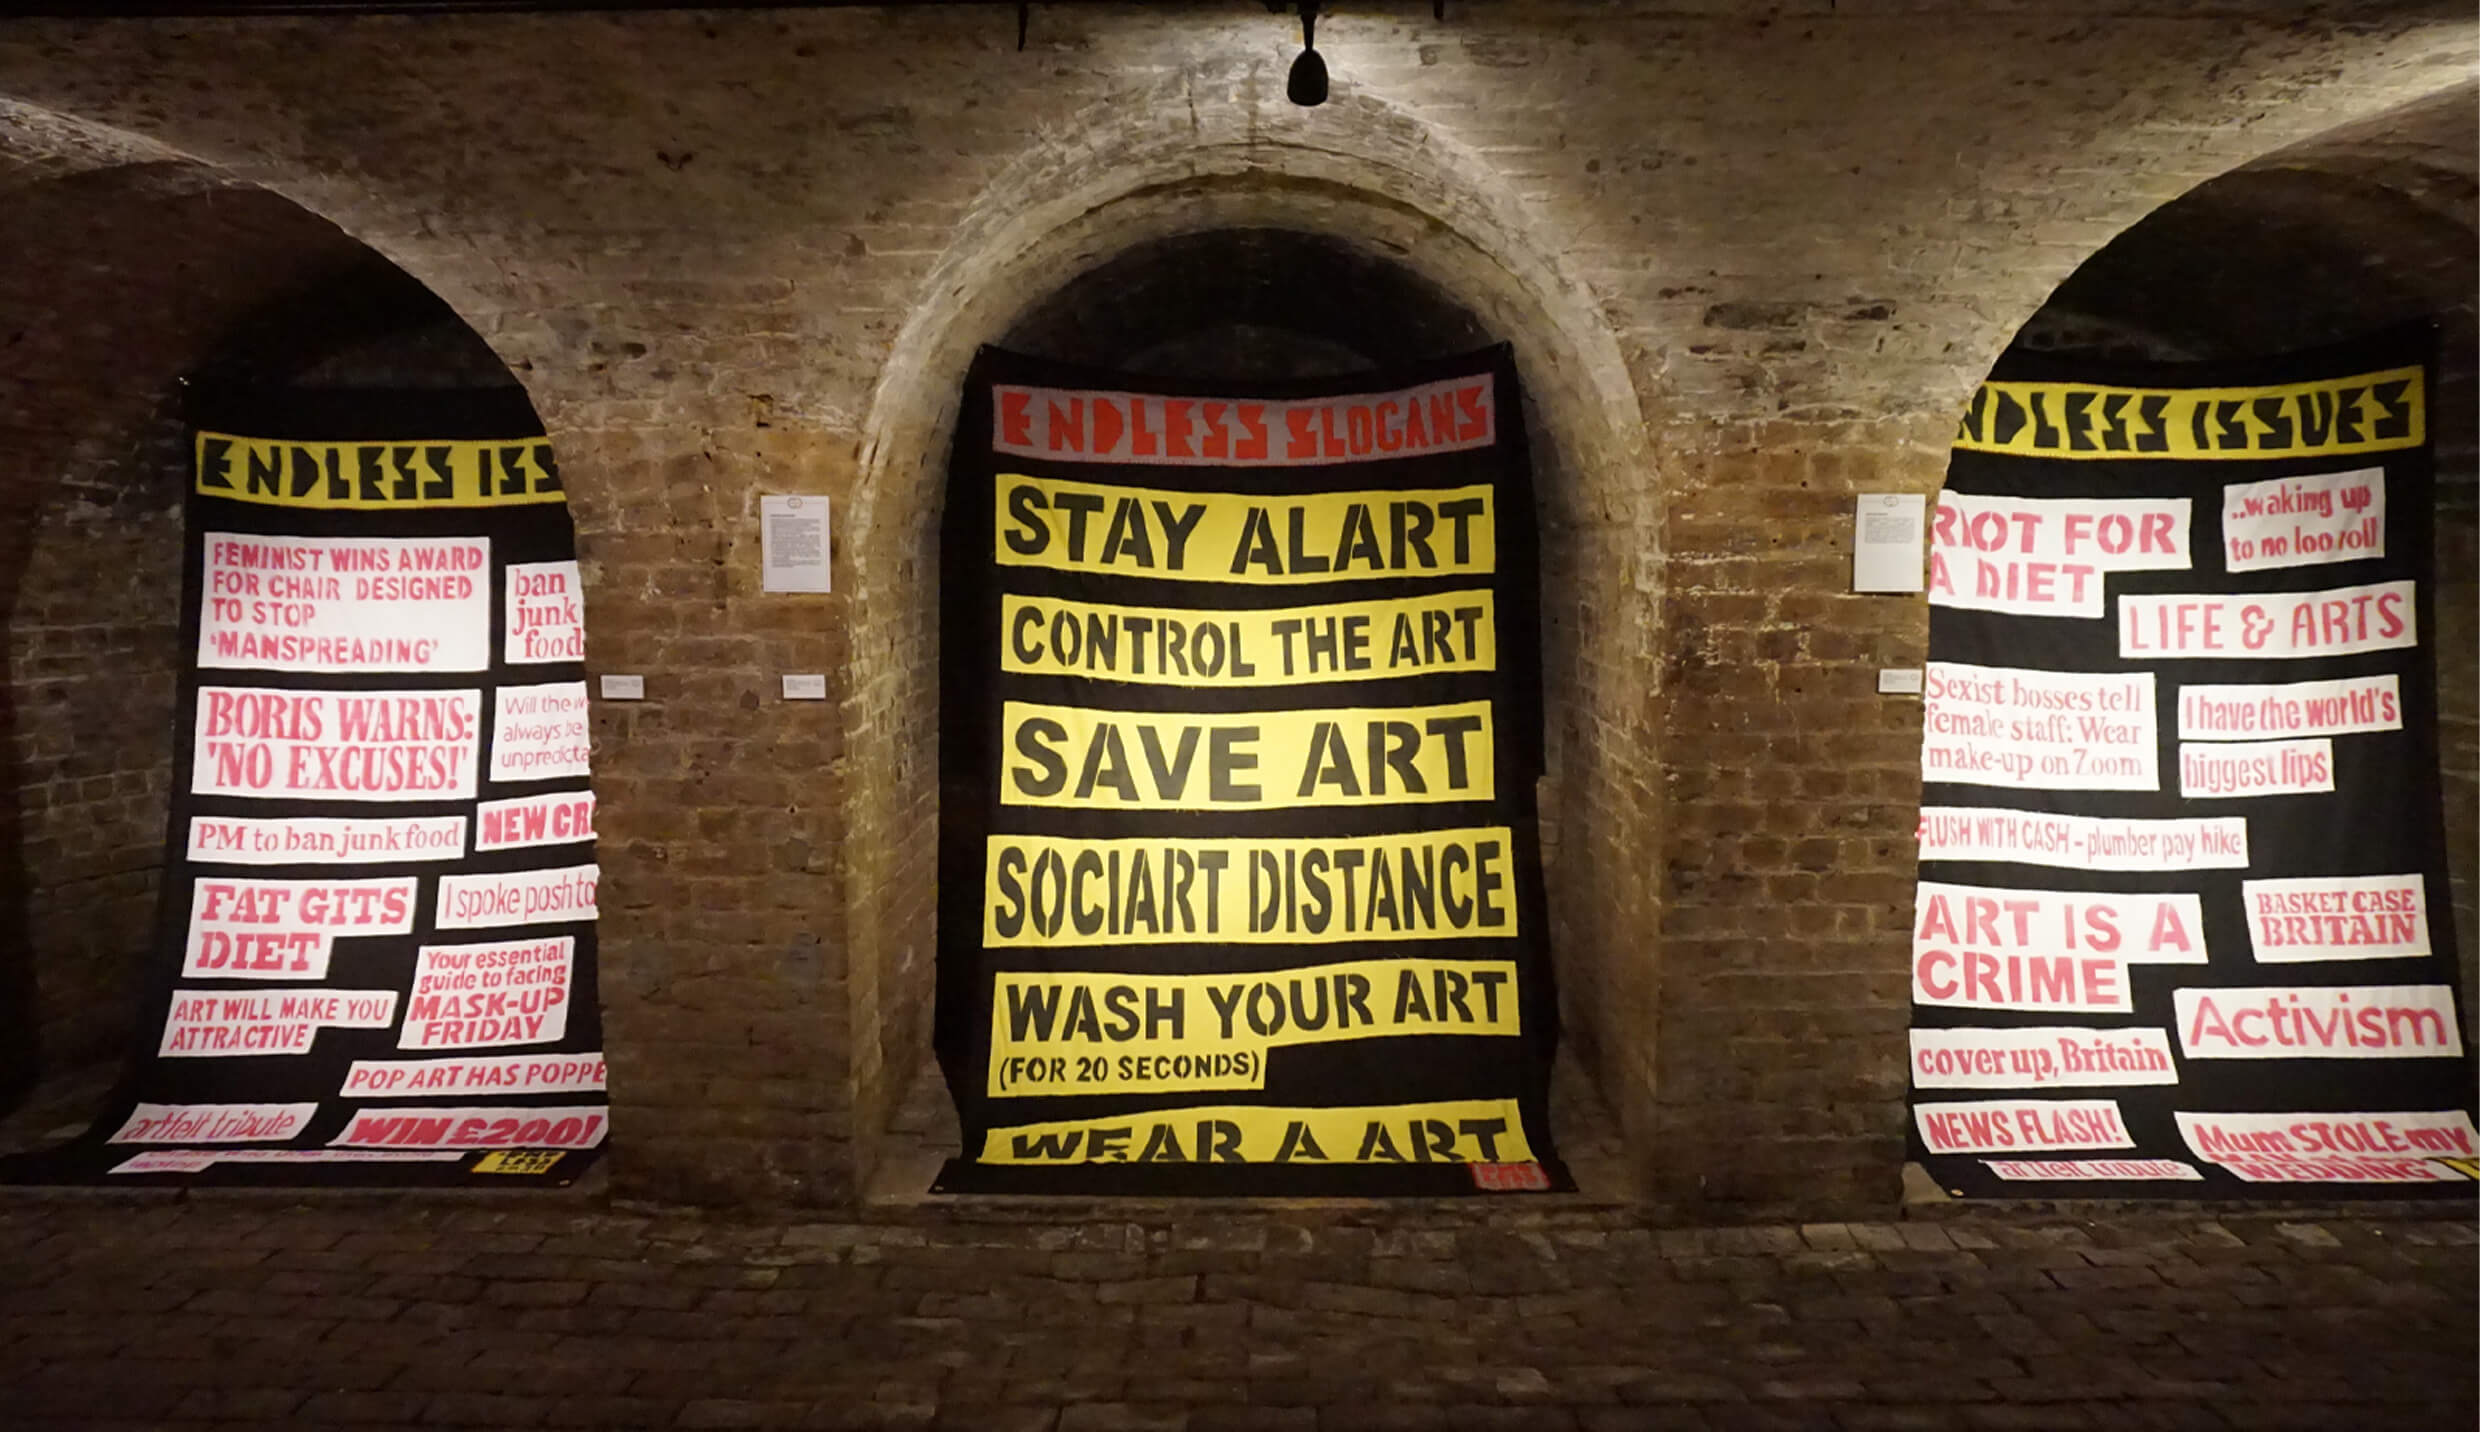 ENDLESS ISS
FEMINIST WINS AWARD
FOR CHAIR DESIGNED
TO STOP
'MANSPREADING'
ban
junk
food
BORIS WARNS:
'NO EXCUSES!'
Will the w
always be
unpredicta
PM to ban junk food
NEW CR
FAT GITS
DIET
I spoke posh to
Your essential
guide to facing
MASK-UP
FRIDAY
ART WILL MAKE YOU
ATTRACTIVE
POP ART HAS POPPE
artfelt tribute
WIN £200!
ENDLESS SLOGANS
STAY ALART
CONTROL THE ART
SAVE ART
SOCIART DISTANCE
WASH YOUR ART
(FOR 20 SECONDS)
WEAR A ART
NDLESS ISSUES
RIOT FOR
A DIET
..waking up
to no loo roll
LIFE & ARTS
Sexist bosses tell
female staff: Wear
make-up on Zoom
I have the world's
biggest lips
FLUSH WITH CASH - plumber pay hike
ART IS A
CRIME
BASKET CASE
BRITAIN
Activism
cover up, Britain
NEWS FLASH!
Mum STOLE my
WEDDING
artfelt tribute